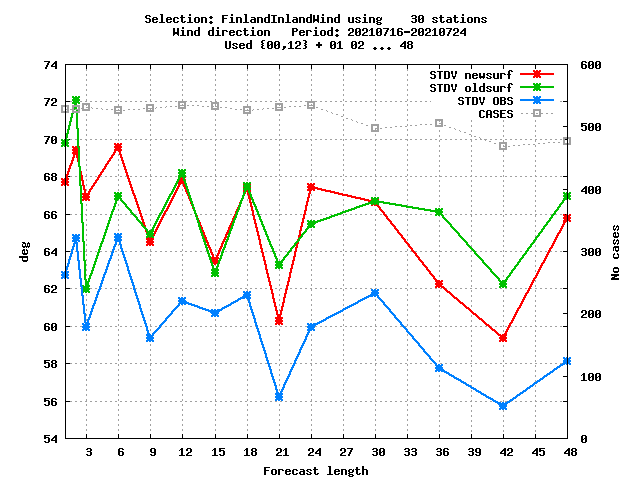 Selection: FinlandInlandWind using    30 stations
Wind direction   Period: 20210716-20210724
Used {00,12} + 01 02 ... 48
STDV newsurf
STDV oldsurf
STDV OBS
CASES
74
72
70
68
66
64
62
60
58
56
54
deg
600
500
400
300
200
100
0
No cases
3 6 9 12 15 18 21 24 27 30 33 36 39 42 45 48
Forecast length